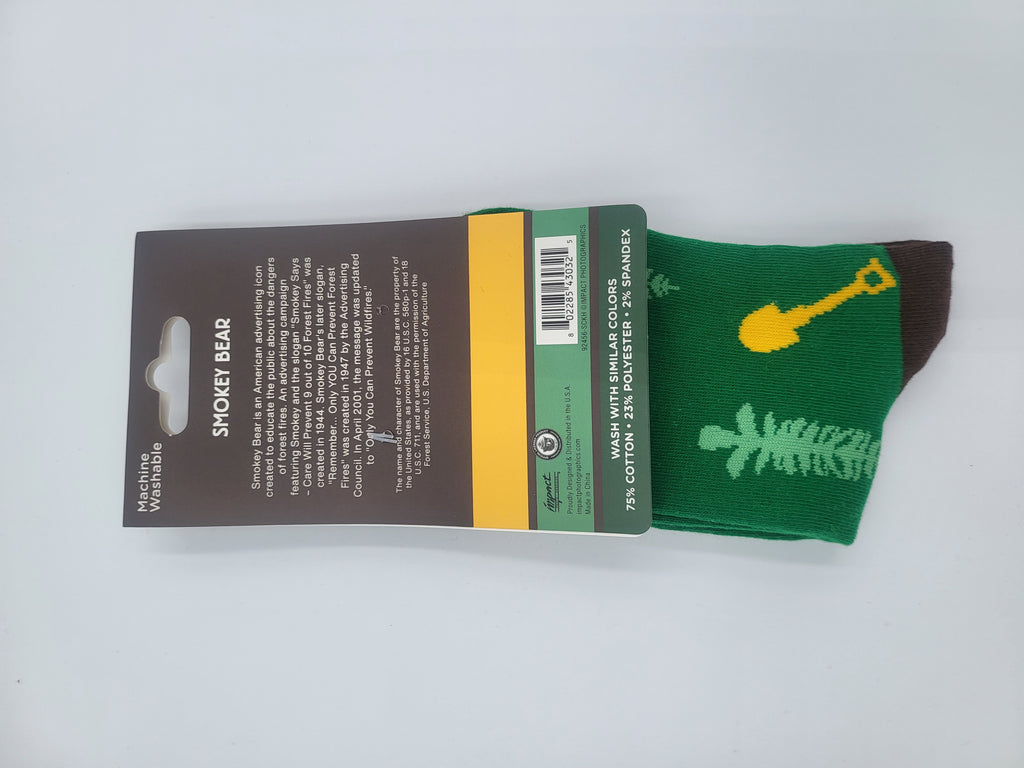 Machine
Washable
SMOKEY BEAR
Smokey Bear is an American advertising icon
created to educate the public about the dangers
of forest fires. An advertising campaign
featuring Smokey and the slogan "Smokey Says
– Care Will Prevent 9 out of 10 Forest Fires" was
created in 1944. Smokey Bear's later slogan,
"Remember... Only YOU Can Prevent Forest
Fires" was created in 1947 by the Advertising
Council. In April 2001, the message was updated
to "Only You Can Prevent Wildfires."
The name and character of Smokey Bear are the property of
the United States, as provided by 16 U.S.C. 580p-1 and 18
U.S.C. 711, and are used with the permission of the
Forest Service, U.S. Department of Agriculture
impact
Proudly Designed & Distributed in the U.S.A.
impactphotographics.com
Made in China
8 02285 43032 5
92456-SCKH ©IMPACT PHOTOGRAPHICS
WASH WITH SIMILAR COLORS
75% COTTON • 23% POLYESTER • 2% SPANDEX